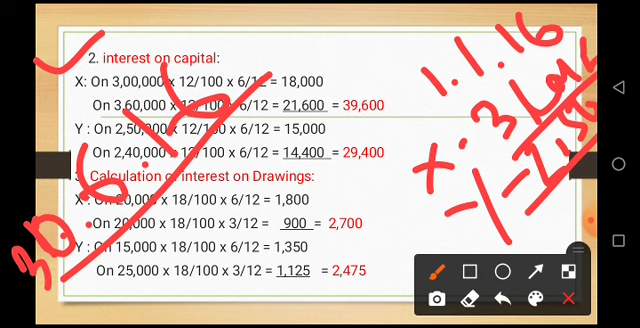 2. interest on capital:
X: On 3,00,000 x 12/100 x 6/12 = 18,000
On 3,60,000 x 12/100 x 6/12 = 21,600 = 39,600
Y : On 2,50,000 x 12/100 x 6/12 = 15,000
On 2,40,000 x 12/100 x 6/12 = 14,400 = 29,400
3. Calculation of interest on Drawings:
X : On 20,000 x 18/100 x 6/12 = 1,800
On 20,000 x 18/100 x 3/12 = 900 = 2,700
Y : On 15,000 x 18/100 x 6/12 = 1,350
On 25,000 x 18/100 x 3/12 = 1,125 = 2,475
1.1.16
30.6.16